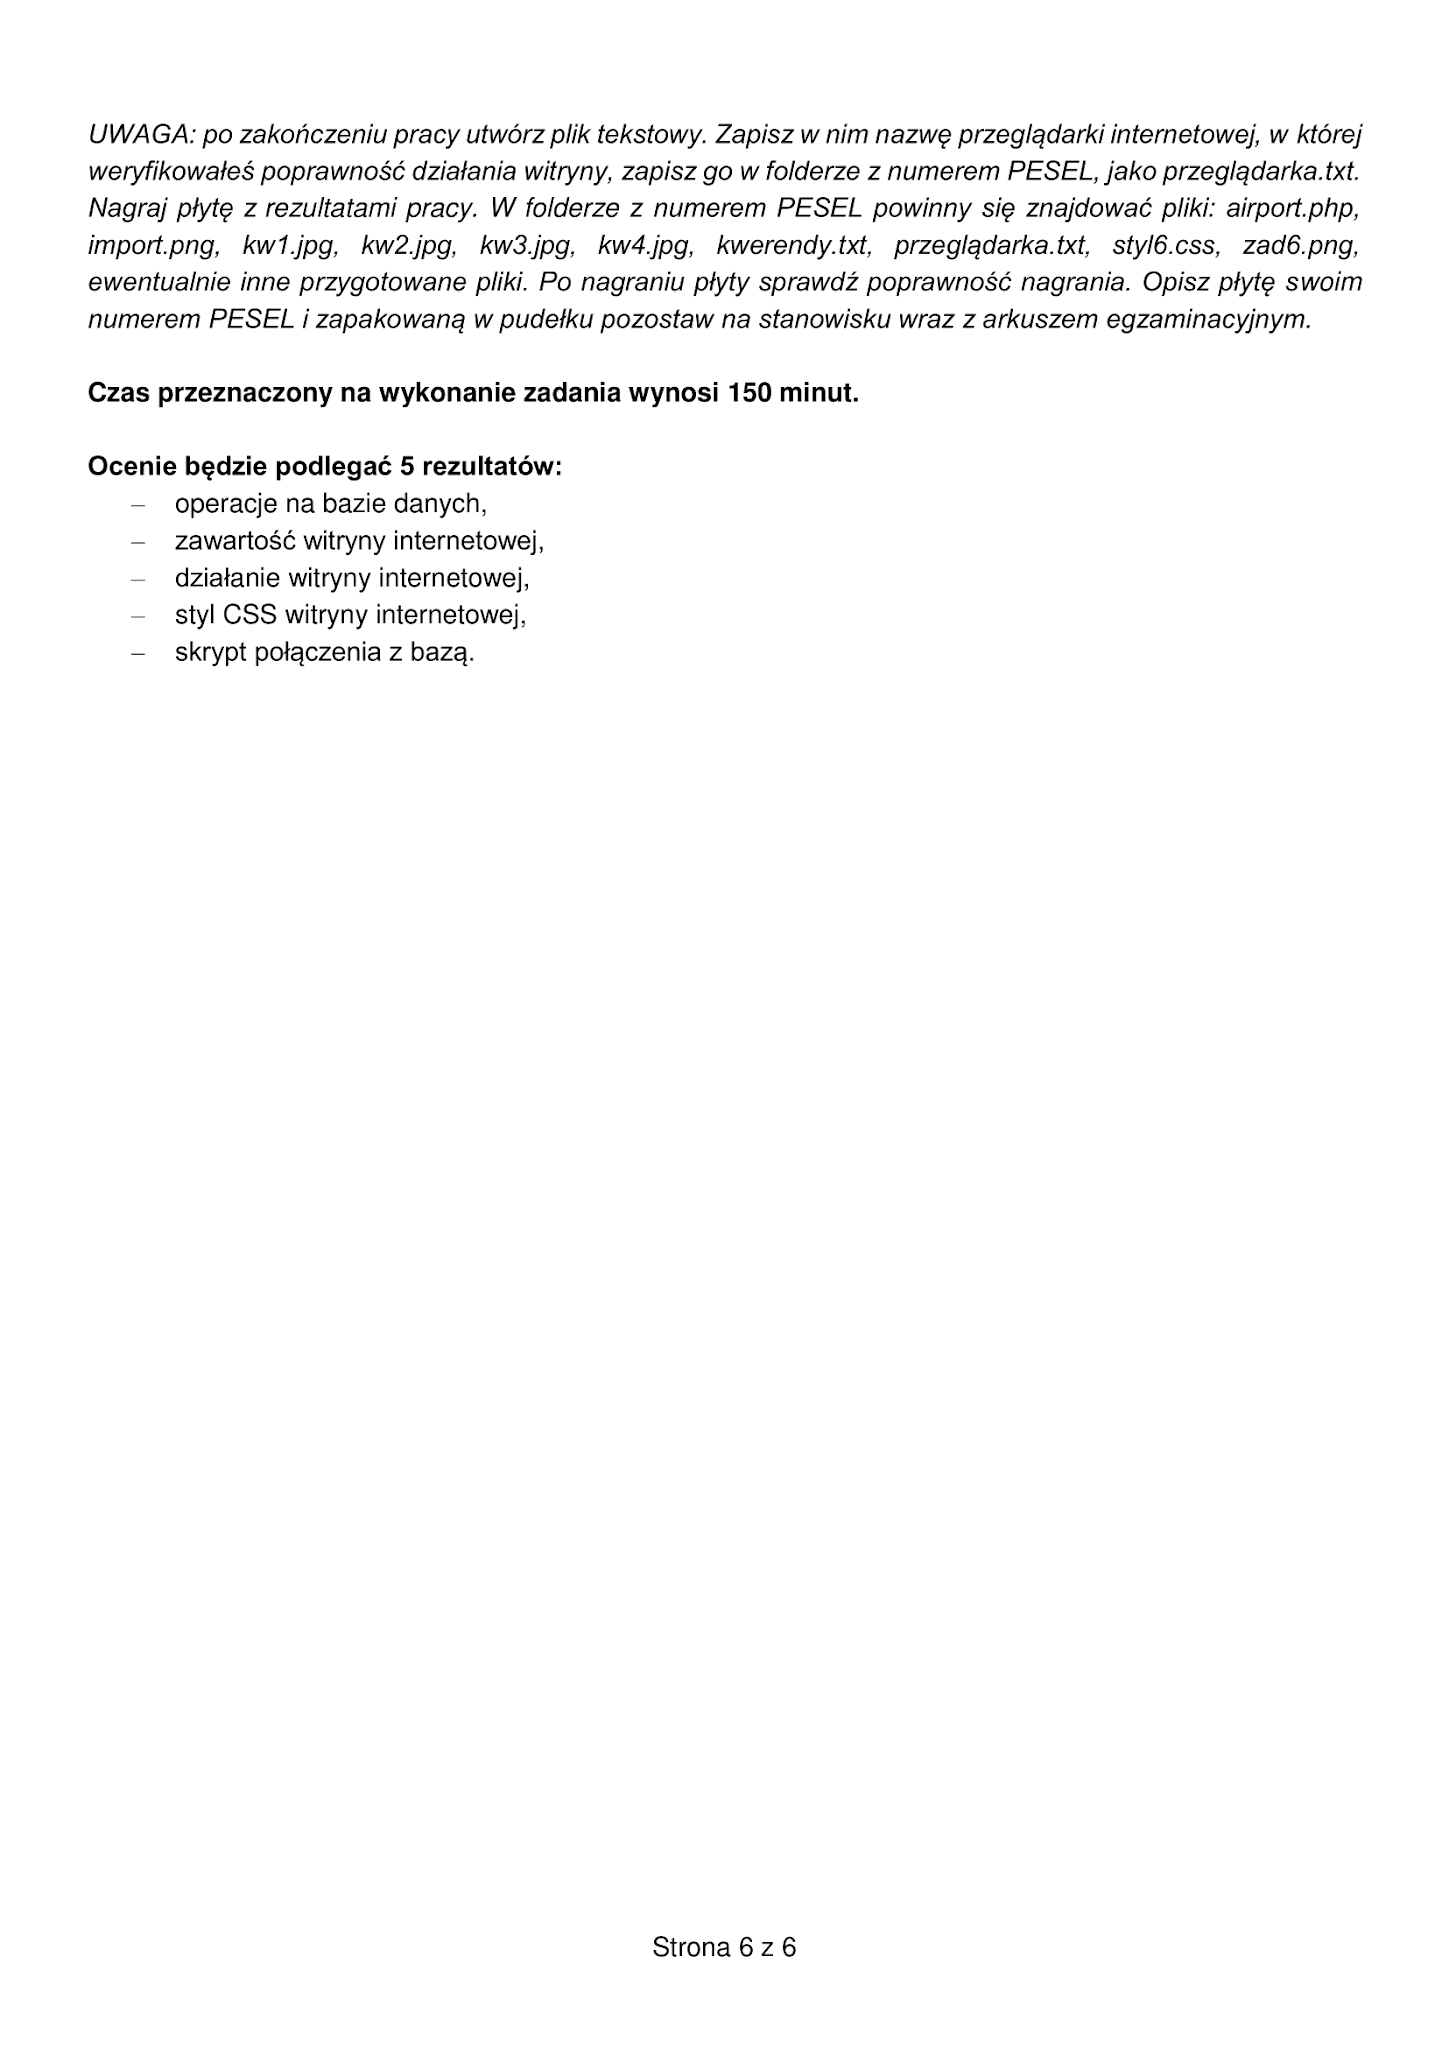 UWAGA: po zakończeniu pracy utwórz plik tekstowy. Zapisz w nim nazwę przeglądarki internetowej, w której
weryfikowałeś poprawność działania witryny, zapisz go w folderze z numerem PESEL, jako przeglądarka.txt.
Nagraj płytę z rezultatami pracy. W folderze z numerem PESEL powinny się znajdować pliki: airport.php,
import.png, kw1.jpg, kw2.jpg, kw3.jpg, kw4.jpg, kwerendy.txt, przeglądarka.txt, styl6.css, zad6.png,
ewentualnie inne przygotowane pliki. Po nagraniu płyty sprawdź poprawność nagrania. Opisz płytę swoim
numerem PESEL i zapakowaną w pudełku pozostaw na stanowisku wraz z arkuszem egzaminacyjnym.
Czas przeznaczony na wykonanie zadania wynosi 150 minut.
Ocenie będzie podlegać 5 rezultatów:
– operacje na bazie danych,
– zawartość witryny internetowej,
– działanie witryny internetowej,
– styl CSS witryny internetowej,
– skrypt połączenia z bazą.
Strona 6 z 6